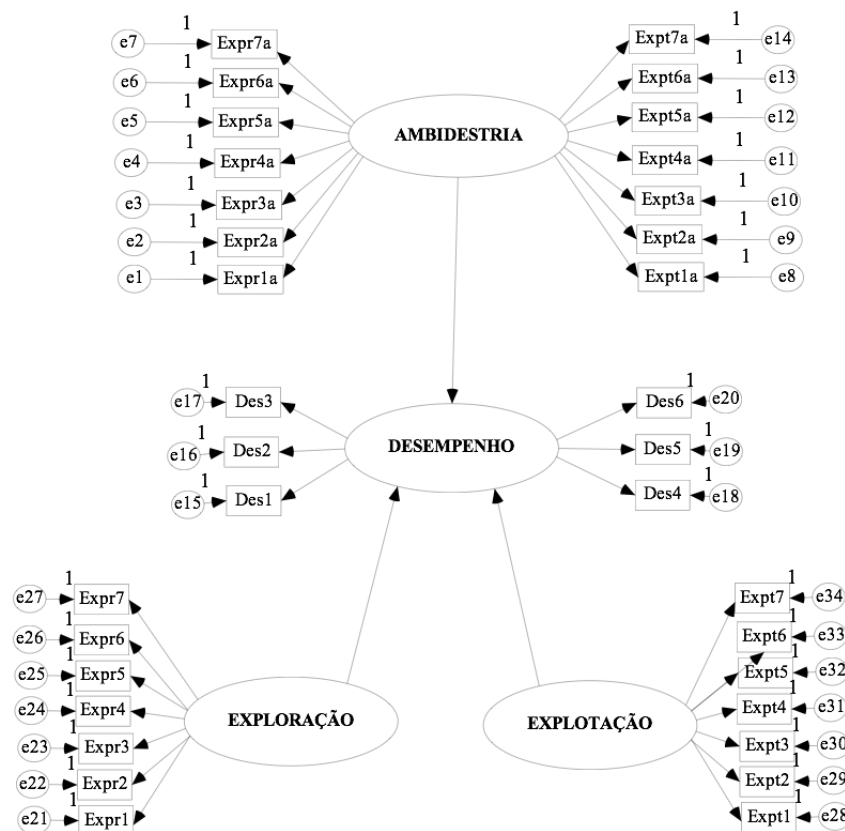 1 1
e7 Expr7a Expt7a e14
1 1
e6 Expr6a Expt6a e13
1 1
e5 Expr5a AMBIDESTRIA Expt5a e12
1 1
e4 Expr4a Expt4a e11
1 1
e3 Expr3a Expt3a e10
1 1
e2 Expr2a Expt2a e9
1 1
e1 Expr1a Expt1a e8
1 1
e17 Des3 Des6 e20
1 1
e16 Des2 DESEMPENHO Des5 e19
1 1
e15 Des1 Des4 e18
1 1
e27 Expr7 Expt7 e34
1 1
e26 Expr6 Expt6 e33
1 1
e25 Expr5 Expt5 e32
1 1
e24 Expr4 EXPLORAÇÃO EXPLOTAÇÃO Expt4 e31
1 1
e23 Expr3 Expt3 e30
1 1
e22 Expr2 Expt2 e29
1 1
e21 Expr1 Expt1 e28